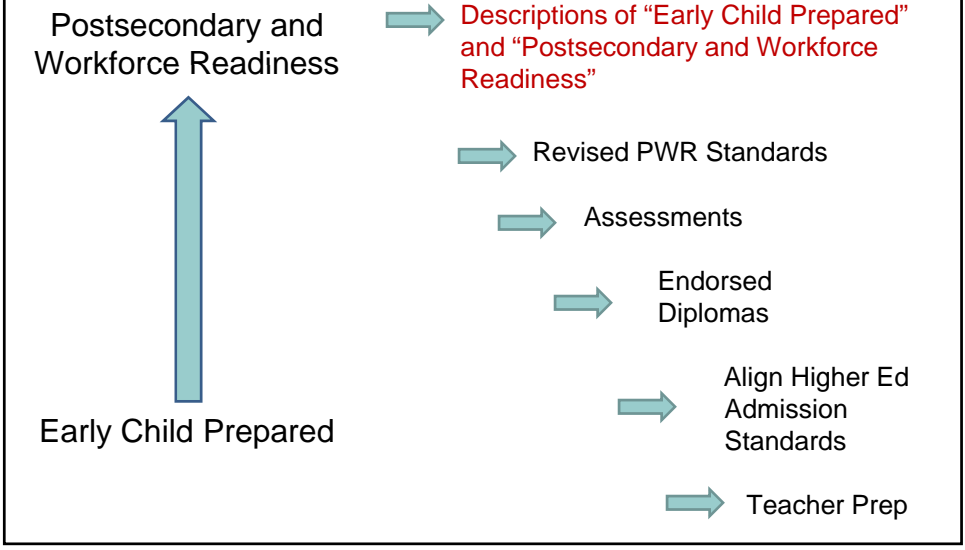 Postsecondary and
Workforce Readiness
Early Child Prepared
Descriptions of “Early Child Prepared”
and “Postsecondary and Workforce
Readiness”
Revised PWR Standards
Assessments
Endorsed
Diplomas
Align Higher Ed
Admission
Standards
Teacher Prep